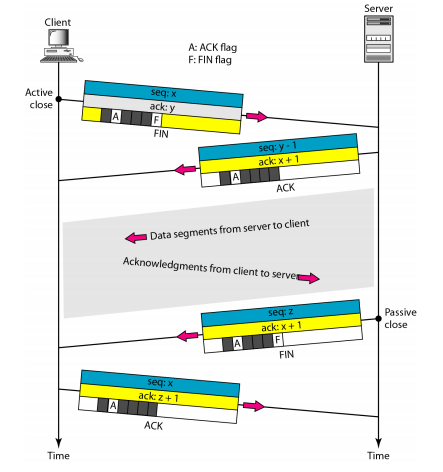 Client
Server
A: ACK flag
F: FIN flag
Active
close
seq: x
ack: y
A F
FIN
seq: y - 1
ack: x + 1
A
ACK
Data segments from server to client
Acknowledgments from client to server
seq: z
Passive
close
ack: x + 1
A F
FIN
seq: x
ack: z + 1
A
ACK
Time
Time